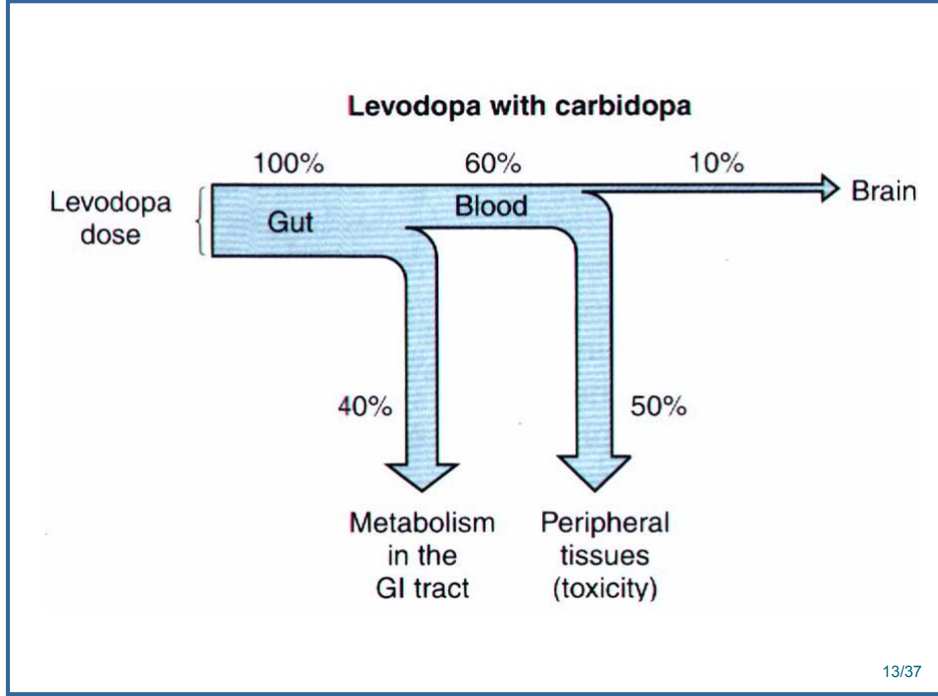 Levodopa with carbidopa
100% 60% 10%
Levodopa
dose
Gut
Blood
Brain
40%
50%
Metabolism
in the
GI tract
Peripheral
tissues
(toxicity)
13/37